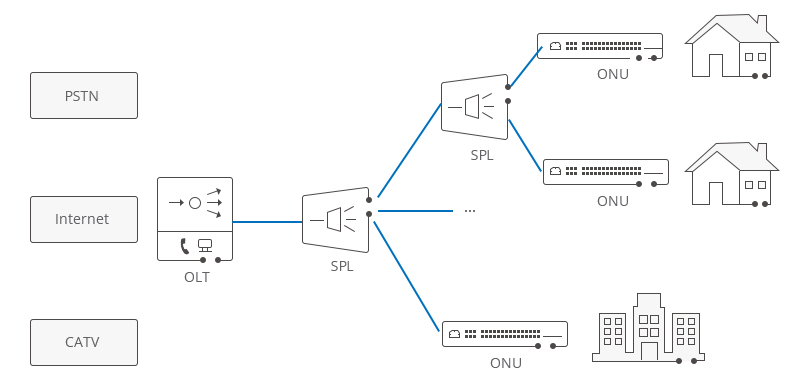 PSTN
Internet
CATV
OLT
SPL
...
SPL
ONU
ONU
ONU